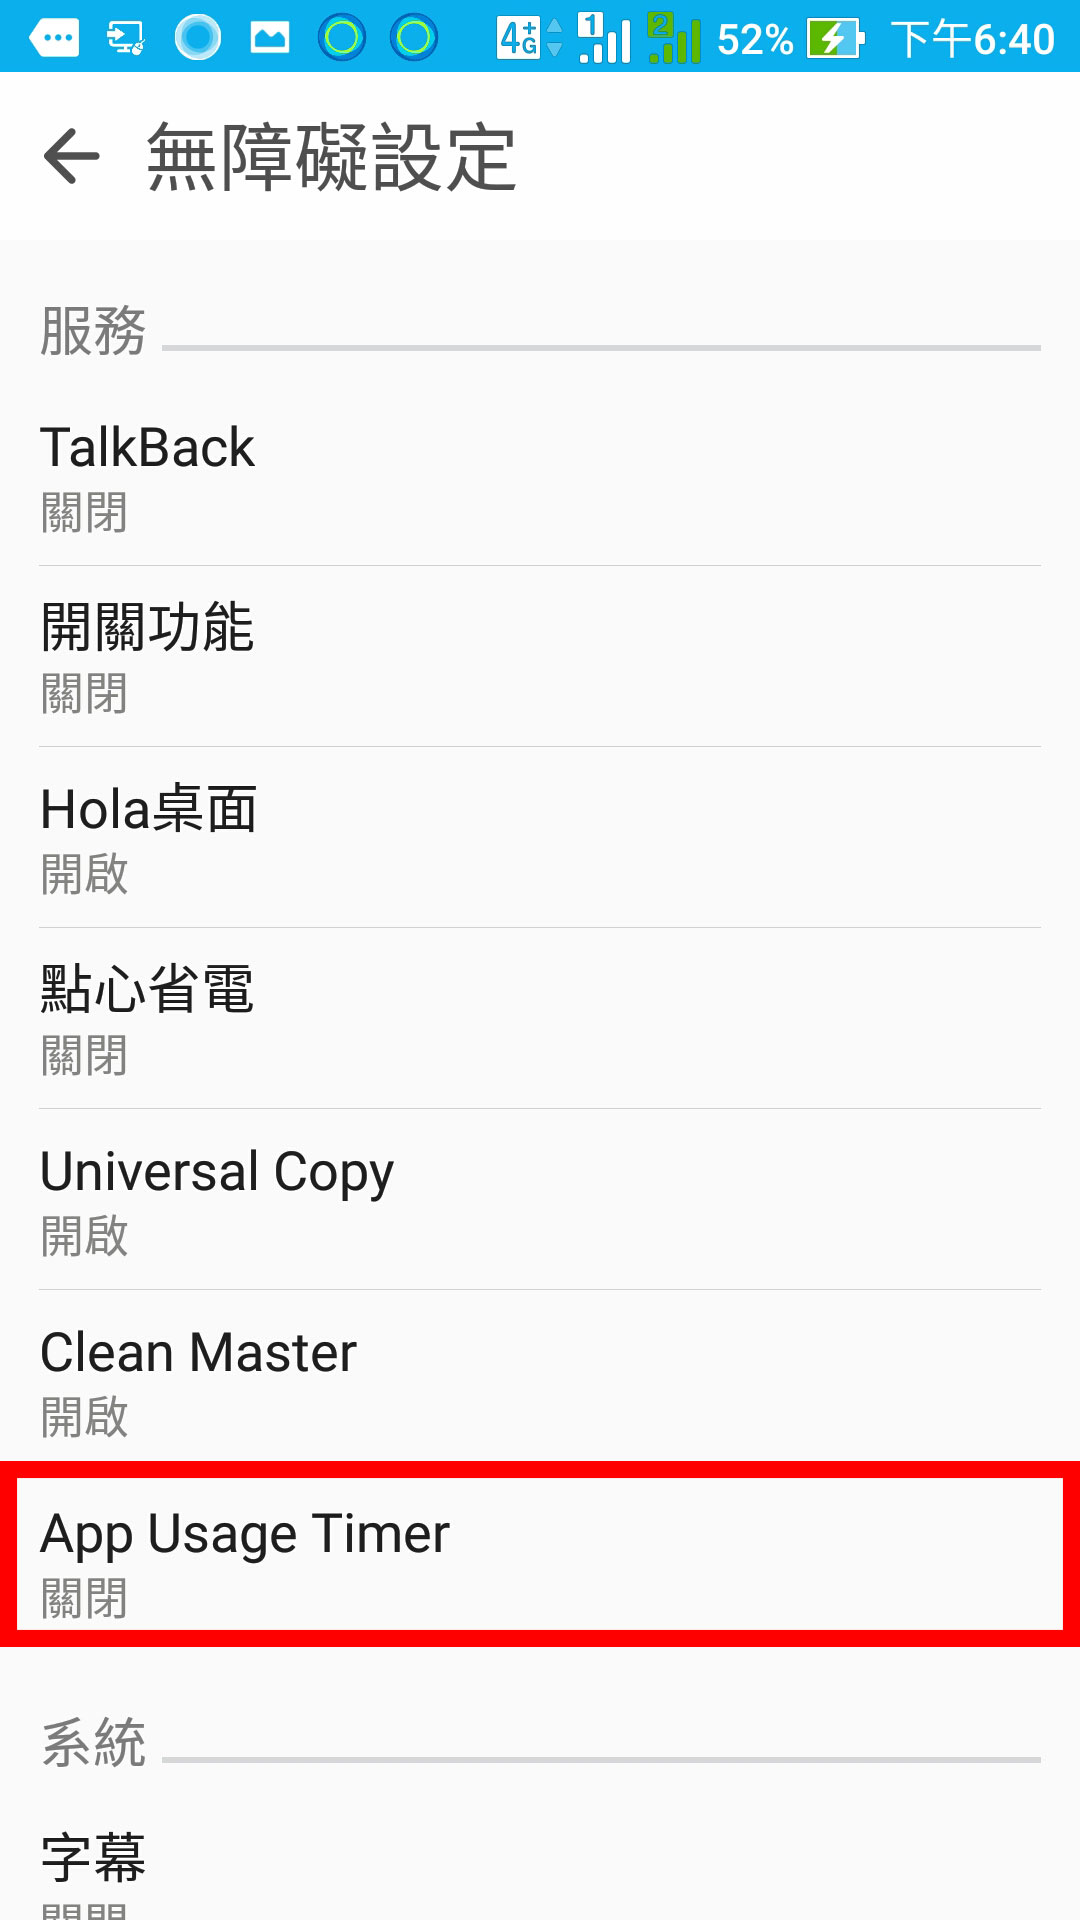 4+G 1 2 52% 下午6:40
無障礙設定
服務
TalkBack
關閉
開關功能
關閉
Hola桌面
開啟
點心省電
關閉
Universal Copy
開啟
Clean Master
開啟
App Usage Timer
關閉
系統
字幕